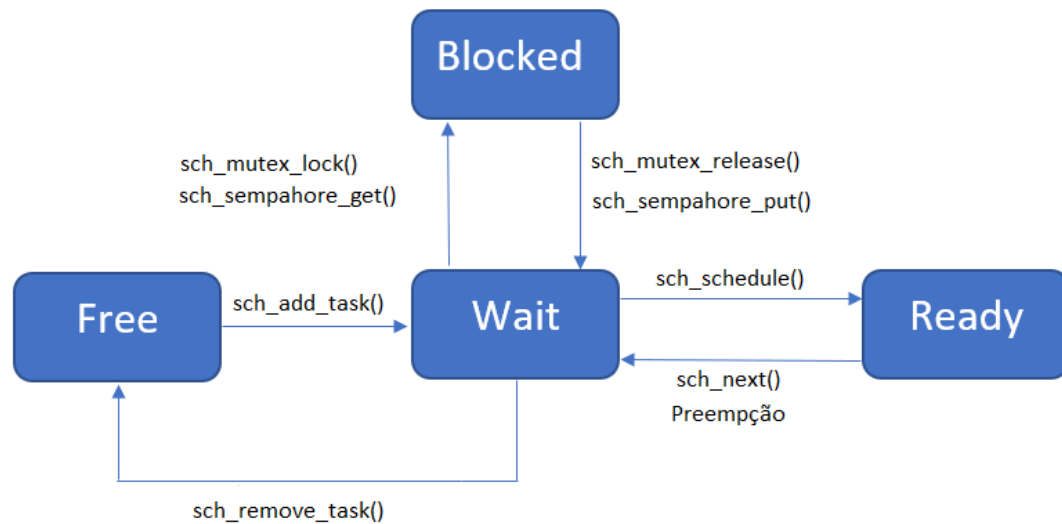 Blocked
sch_mutex_lock()
sch_sempahore_get()
sch_mutex_release()
sch_sempahore_put()
Free
sch_add_task()
Wait
sch_schedule()
Ready
sch_next()
Preempção
sch_remove_task()